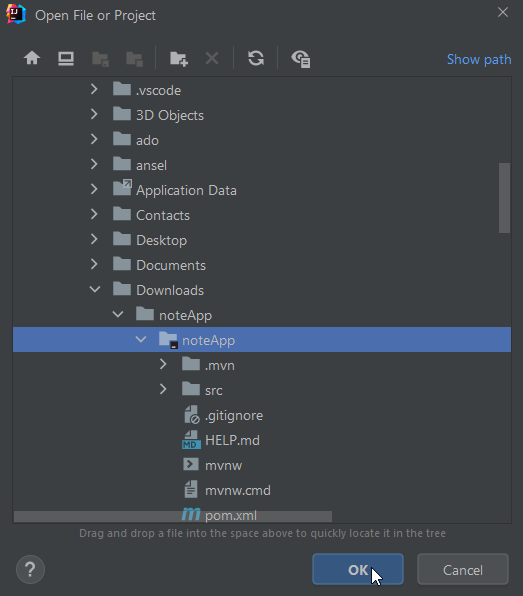 Open File or Project
Show path
.vscode
3D Objects
ado
ansel
Application Data
Contacts
Desktop
Documents
Downloads
noteApp
noteApp
.mvn
src
.gitignore
HELP.md
mvnw
mvnw.cmd
pom.xml
Drag and drop a file into the space above to quickly locate it in the tree
? OK Cancel